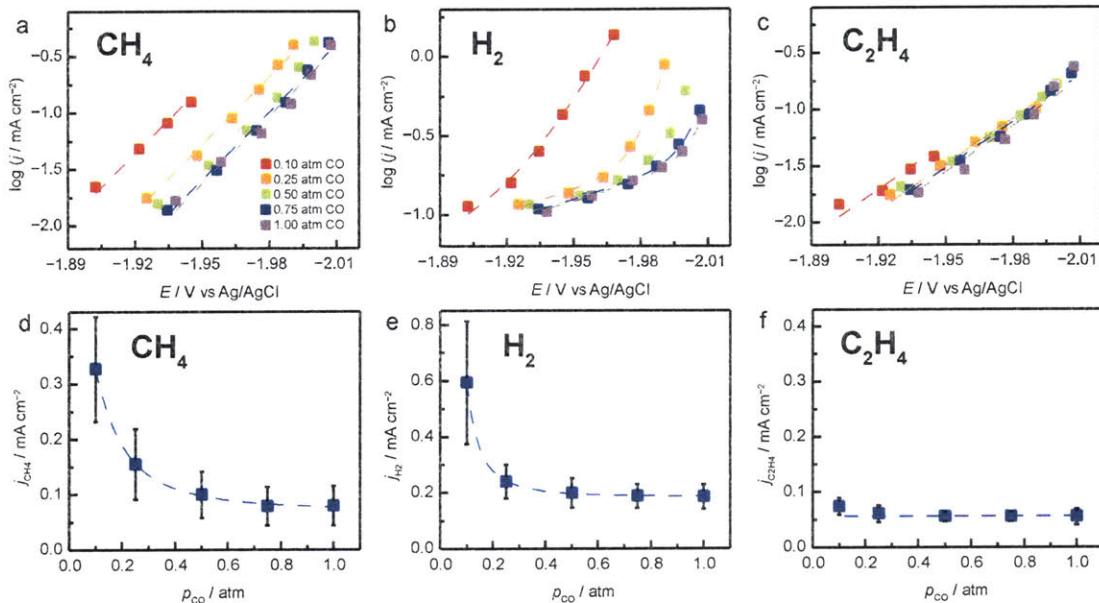 a
CH₄
log (j / mA cm⁻²)
−0.5
−1.0
−1.5
−2.0
0.10 atm CO
0.25 atm CO
0.50 atm CO
0.75 atm CO
1.00 atm CO
−1.89 −1.92 −1.95 −1.98 −2.01
E / V vs Ag/AgCl
b
H₂
log (j / mA cm⁻²)
0.0
−0.5
−1.0
−1.89 −1.92 −1.95 −1.98 −2.01
E / V vs Ag/AgCl
c
C₂H₄
log (j / mA cm⁻²)
−0.5
−1.0
−1.5
−2.0
−1.89 −1.92 −1.95 −1.98 −2.01
E / V vs Ag/AgCl
d
CH₄
j_CH4 / mA cm⁻²
0.4
0.3
0.2
0.1
0.0
0.0 0.2 0.4 0.6 0.8 1.0
p_CO / atm
e
H₂
j_H2 / mA cm⁻²
0.8
0.6
0.4
0.2
0.0
0.0 0.2 0.4 0.6 0.8 1.0
p_CO / atm
f
C₂H₄
j_C2H4 / mA cm⁻²
0.4
0.3
0.2
0.1
0.0
0.0 0.2 0.4 0.6 0.8 1.0
p_CO / atm